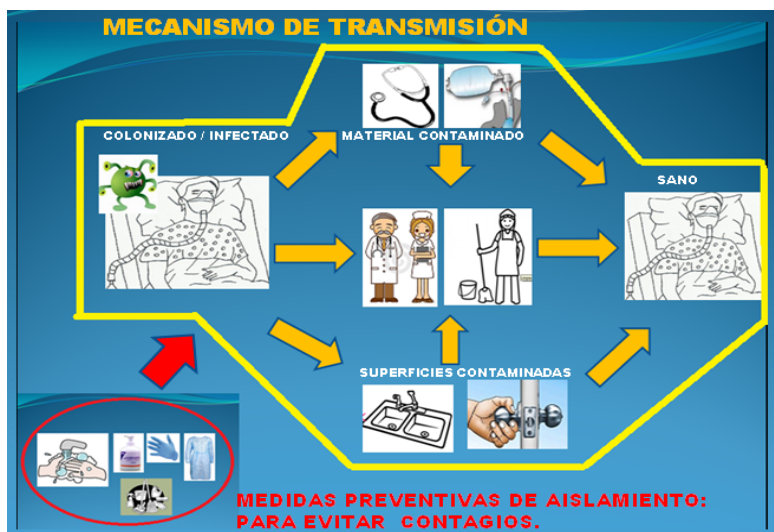 MECANISMO DE TRANSMISIÓN
COLONIZADO / INFECTADO
MATERIAL CONTAMINADO
SANO
SUPERFICIES CONTAMINADAS
MEDIDAS PREVENTIVAS DE AISLAMIENTO:
PARA EVITAR CONTAGIOS.